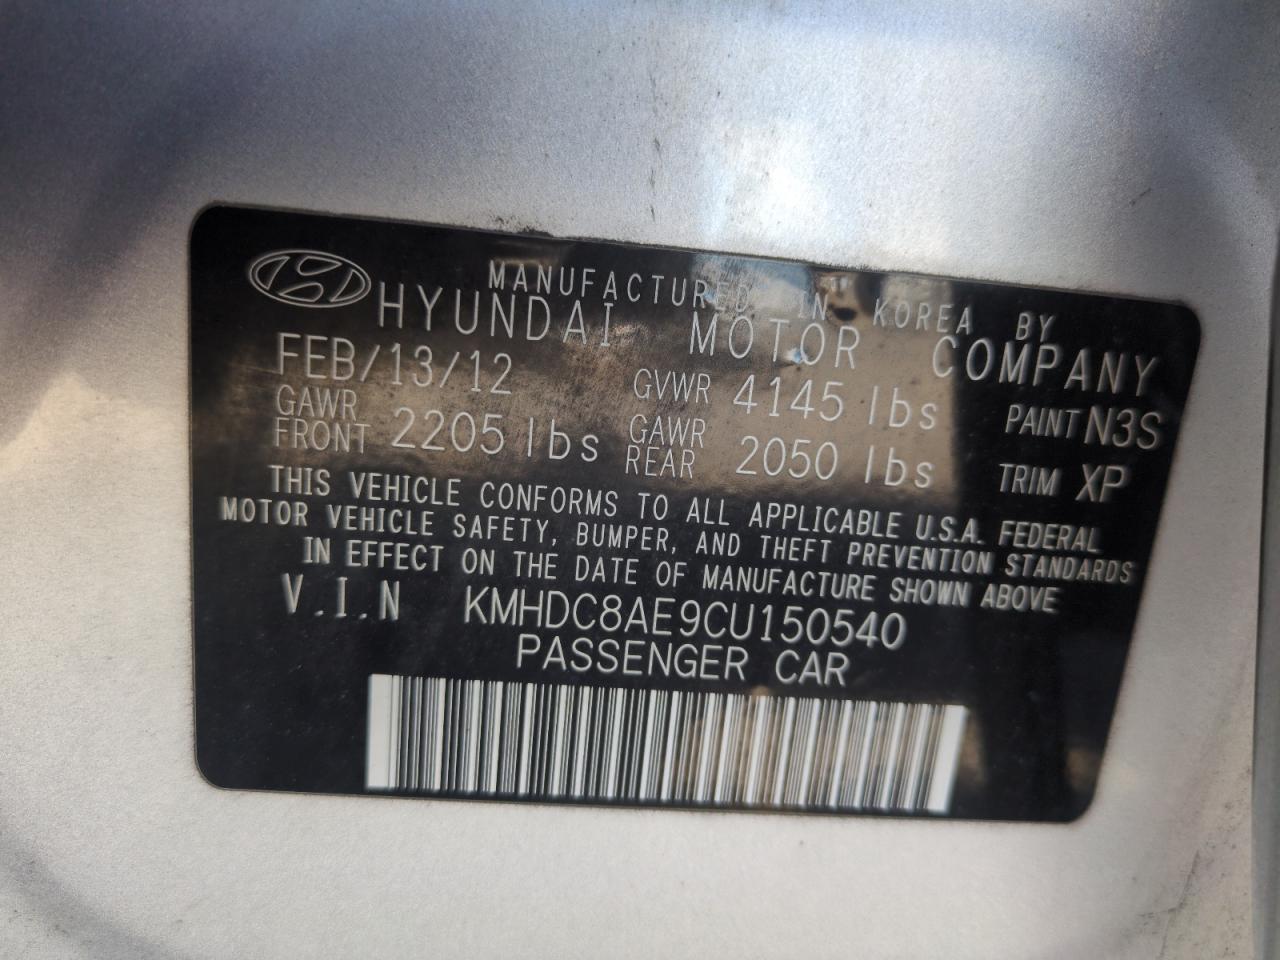 MANUFACTURED IN KOREA BY
HYUNDAI MOTOR COMPANY
FEB/13/12 GVWR 4145 lbs PAINT N3S
GAWR FRONT 2205 lbs GAWR REAR 2050 lbs TRIM XP
THIS VEHICLE CONFORMS TO ALL APPLICABLE U.S.A. FEDERAL
MOTOR VEHICLE SAFETY, BUMPER, AND THEFT PREVENTION STANDARDS
IN EFFECT ON THE DATE OF MANUFACTURE SHOWN ABOVE
V.I.N KMHDC8AE9CU150540
PASSENGER CAR